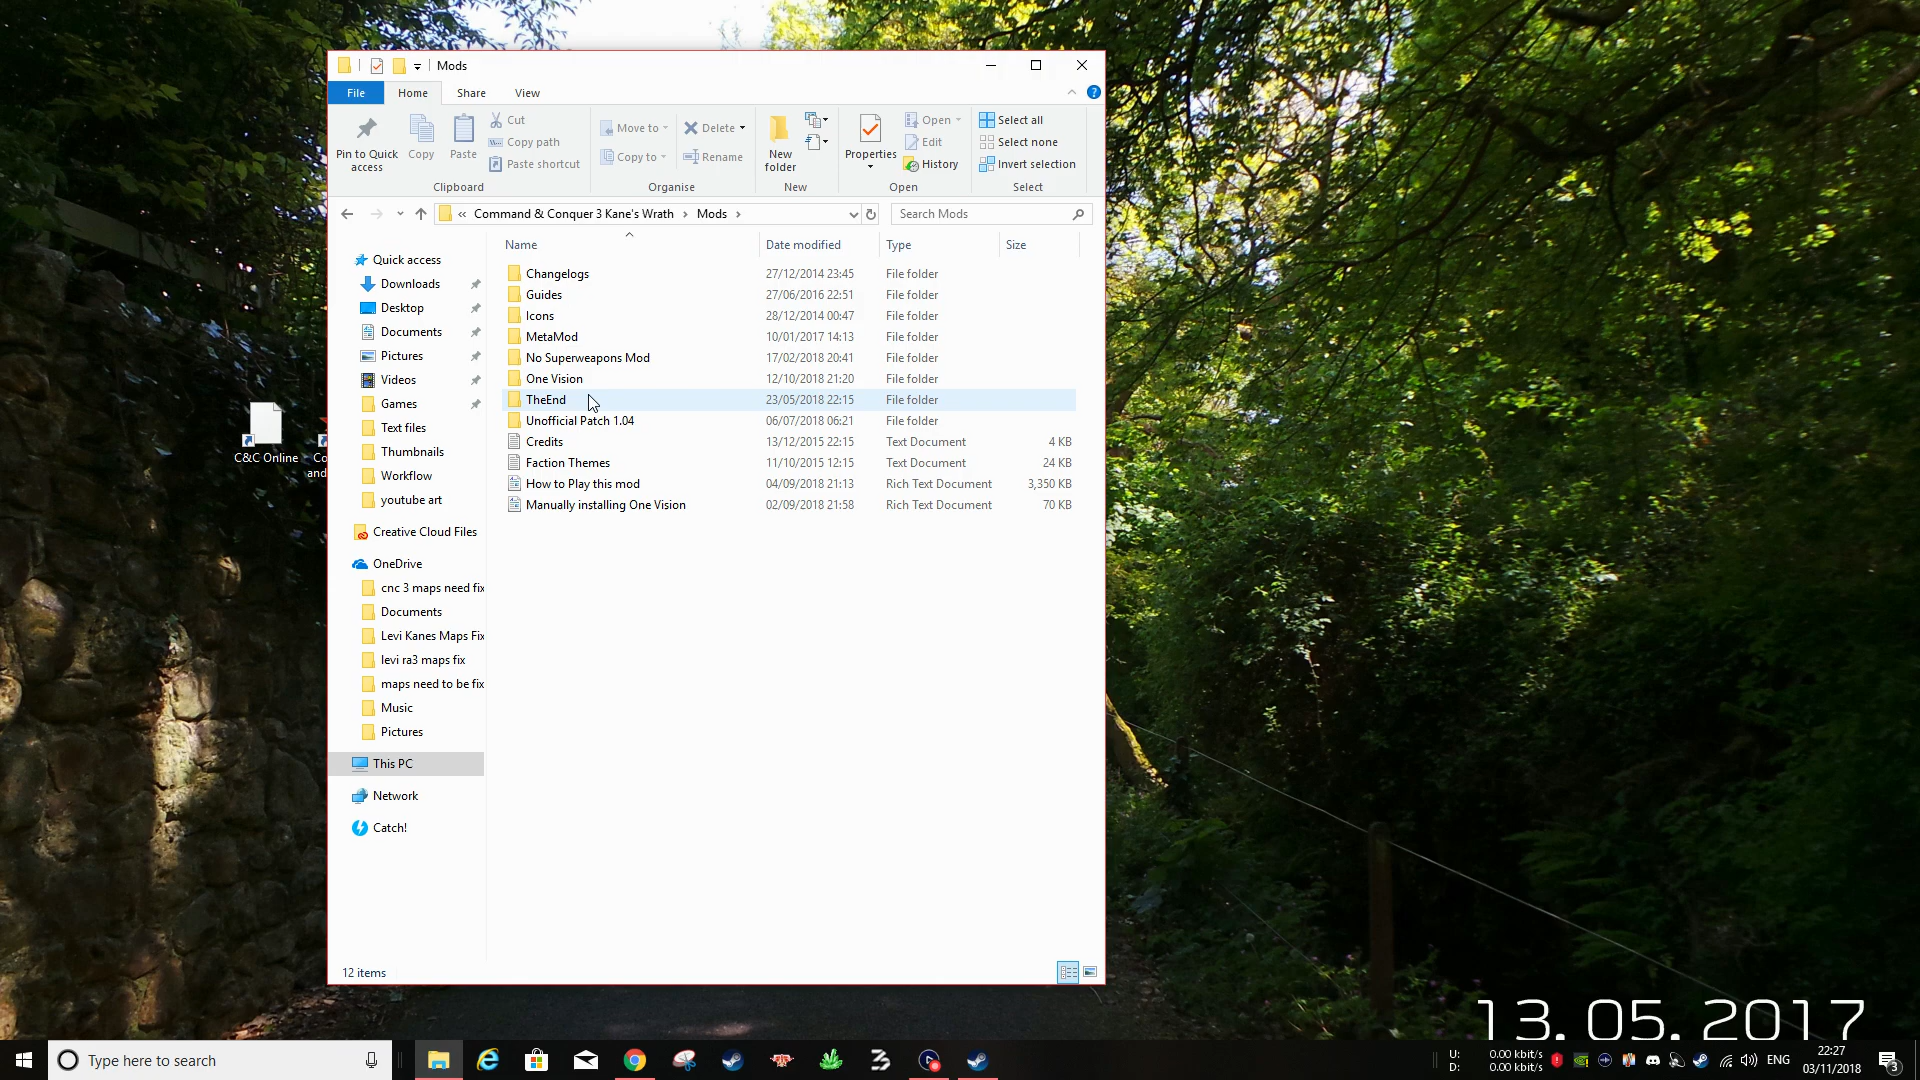 Mods
File Home Share View
Pin to Quick access
Copy
Paste
Cut
Copy path
Paste shortcut
Clipboard
Move to
Copy to
Delete
Rename
Organise
New folder
New
Properties
Open
Edit
History
Open
Select all
Select none
Invert selection
Select
« Command & Conquer 3 Kane's Wrath › Mods ›
Search Mods
Name Date modified Type Size
Changelogs 27/12/2014 23:45 File folder
Guides 27/06/2016 22:51 File folder
Icons 28/12/2014 00:47 File folder
MetaMod 10/01/2017 14:13 File folder
No Superweapons Mod 17/02/2018 20:41 File folder
One Vision 12/10/2018 21:20 File folder
TheEnd 23/05/2018 22:15 File folder
Unofficial Patch 1.04 06/07/2018 06:21 File folder
Credits 13/12/2015 22:15 Text Document 4 KB
Faction Themes 11/10/2015 12:15 Text Document 24 KB
How to Play this mod 04/09/2018 21:13 Rich Text Document 3,350 KB
Manually installing One Vision 02/09/2018 21:58 Rich Text Document 70 KB
Quick access
Downloads
Desktop
Documents
Pictures
Videos
Games
Text files
Thumbnails
Workflow
youtube art
Creative Cloud Files
OneDrive
cnc 3 maps need fix
Documents
Levi Kanes Maps Fix
levi ra3 maps fix
maps need to be fix
Music
Pictures
This PC
Network
Catch!
12 items
C&C Online
Co
and
13.05.2017
Type here to search
U: 0.00 kbit/s
D: 0.00 kbit/s
ENG
22:27
03/11/2018
3